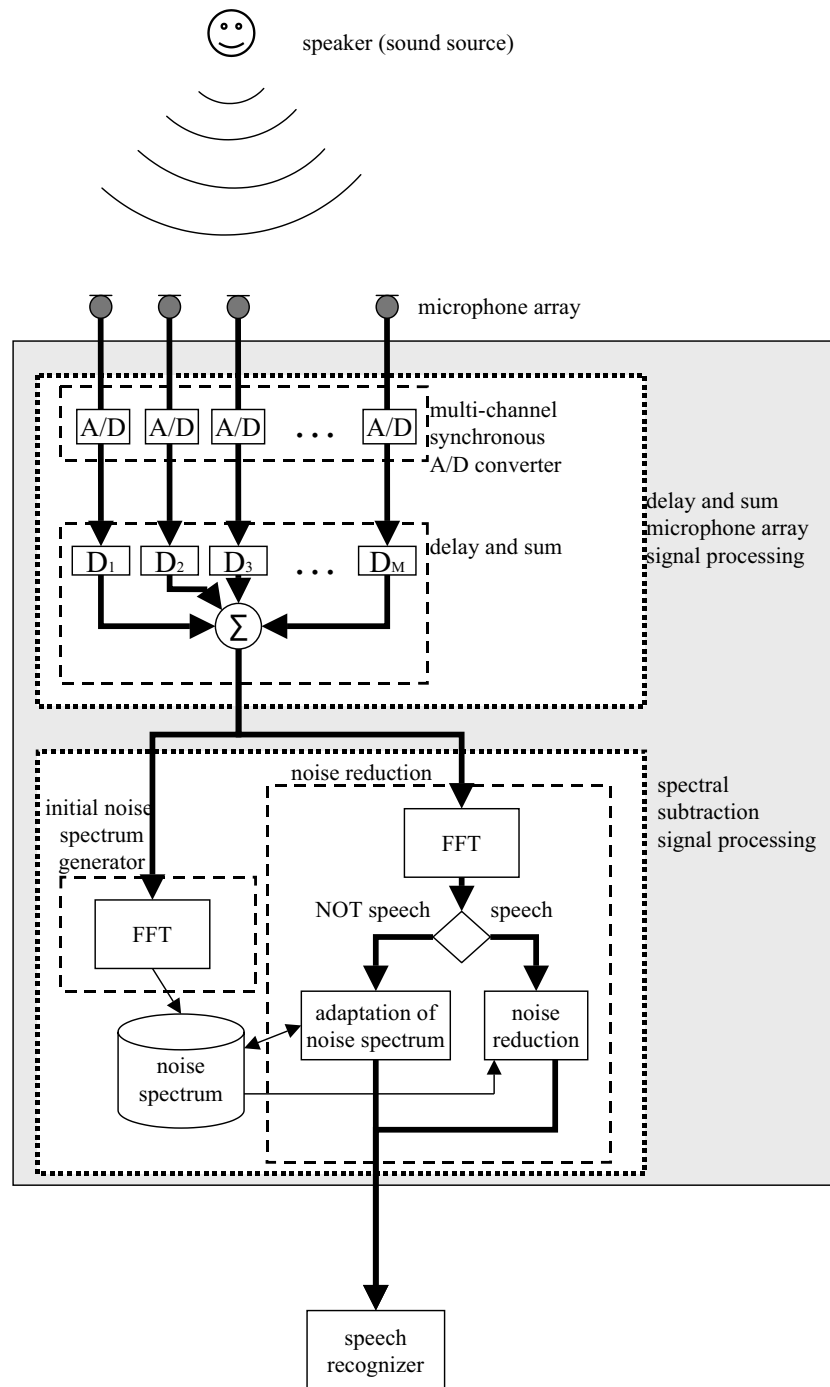 speaker (sound source)
microphone array
A/D A/D A/D ... A/D
multi-channel
synchronous
A/D converter
delay and sum
microphone array
signal processing
delay and sum
D1 D2 D3 ... DM
Σ
noise reduction
initial noise
spectrum
generator
spectral
subtraction
signal processing
FFT
NOT speech
speech
FFT
adaptation of
noise spectrum
noise
reduction
noise
spectrum
speech
recognizer